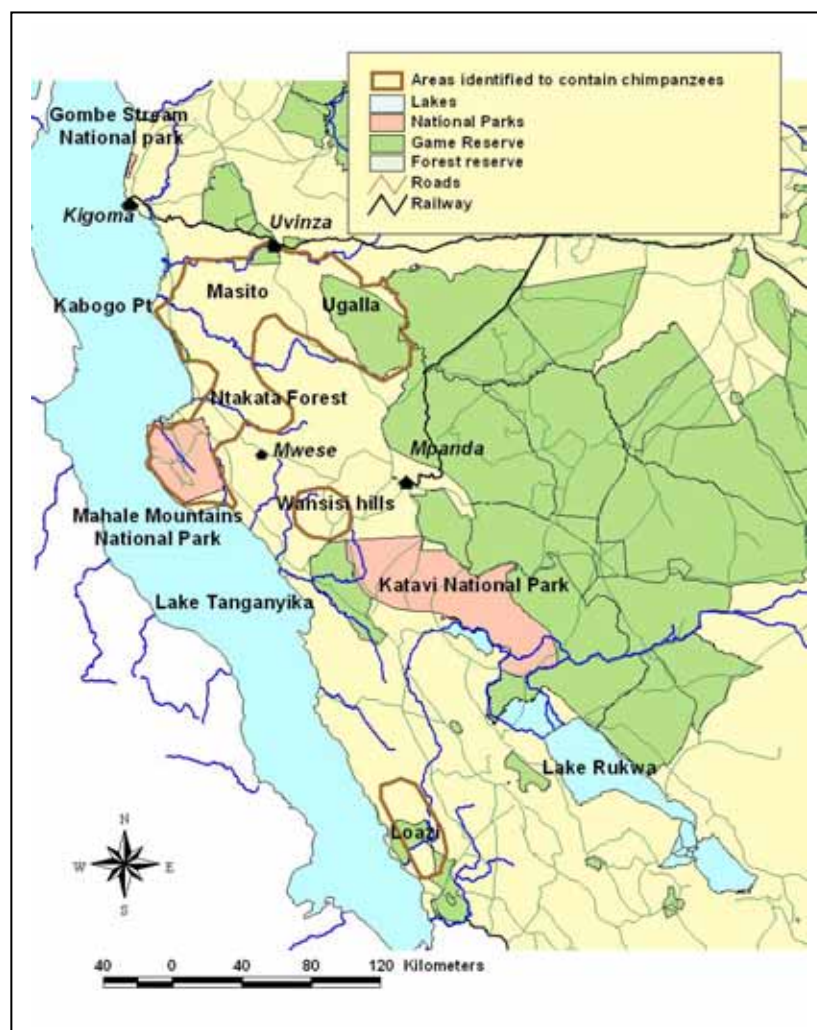 Areas identified to contain chimpanzees
Lakes
National Parks
Game Reserve
Forest reserve
Roads
Railway
Gombe Stream
National park
Kigoma
Uvinza
Masito
Ugalla
Kabogo Pt
Ntakata Forest
Mwese
Mpanda
Wansisi hills
Mahale Mountains
National Park
Katavi National Park
Lake Tanganyika
Lake Rukwa
Loazi
N
W
E
S
40 0 40 80 120 Kilometers